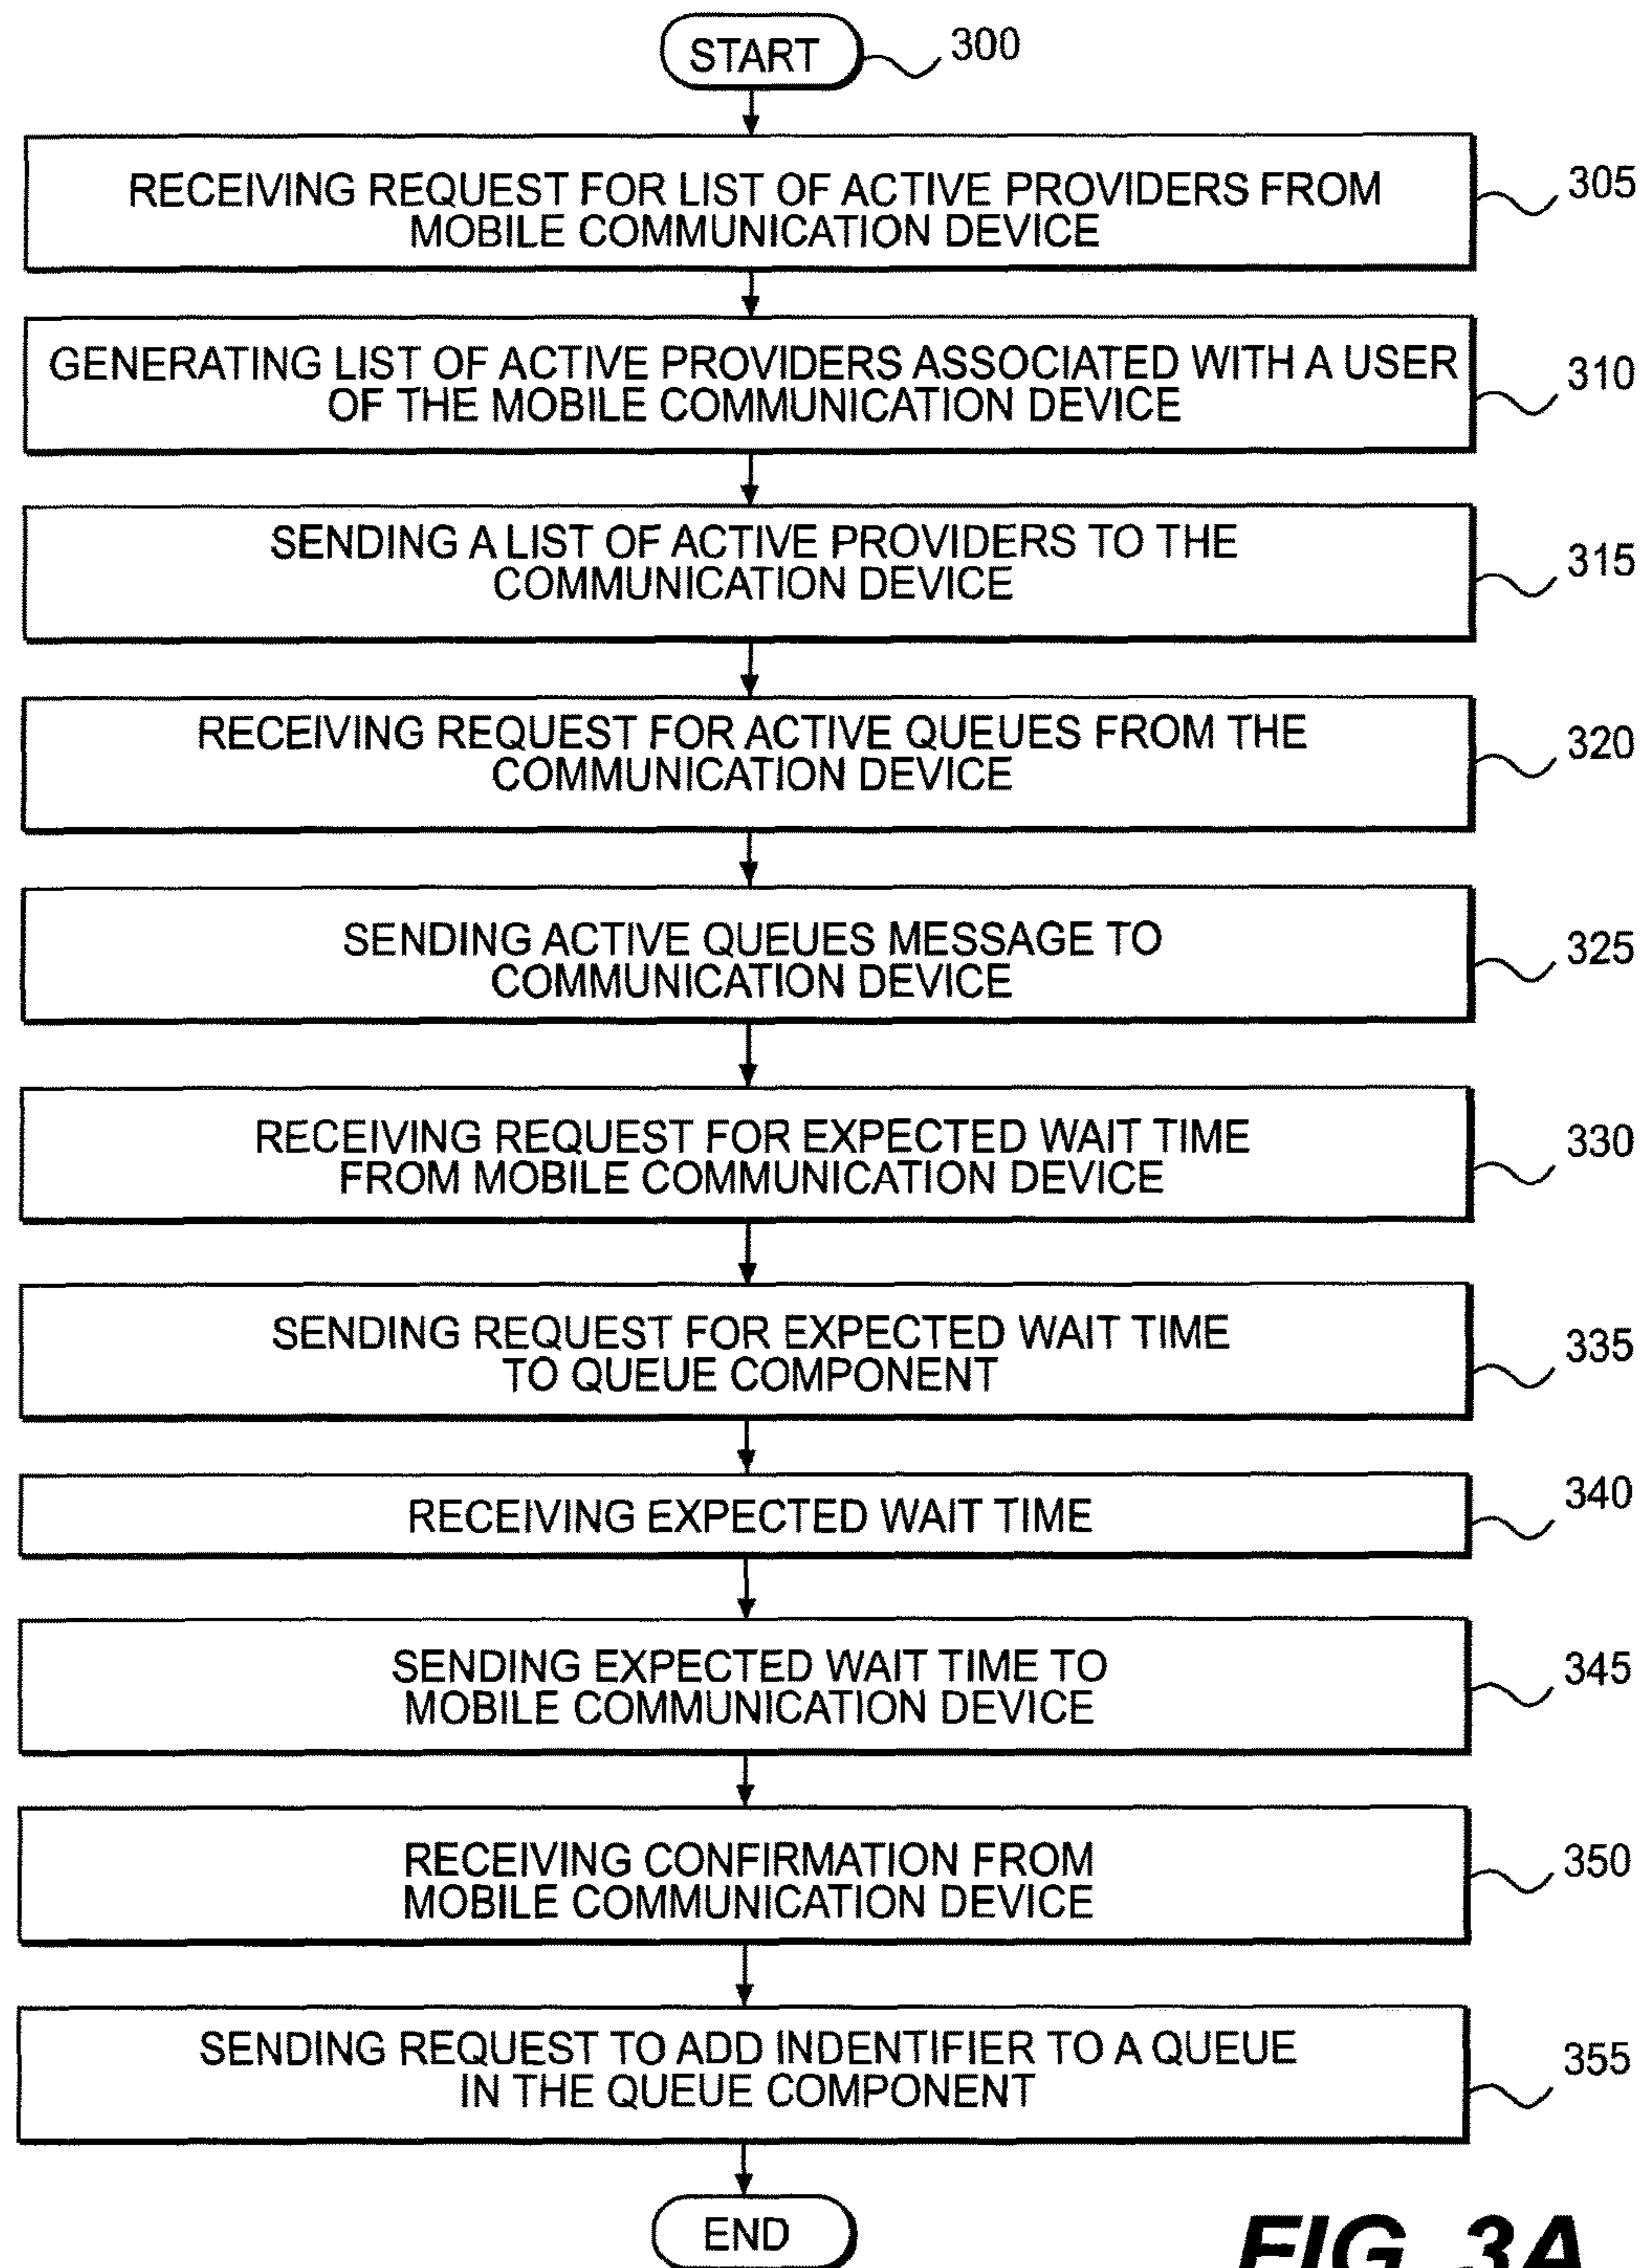 START
300
RECEIVING REQUEST FOR LIST OF ACTIVE PROVIDERS FROM
MOBILE COMMUNICATION DEVICE
305
GENERATING LIST OF ACTIVE PROVIDERS ASSOCIATED WITH A USER
OF THE MOBILE COMMUNICATION DEVICE
310
SENDING A LIST OF ACTIVE PROVIDERS TO THE
COMMUNICATION DEVICE
315
RECEIVING REQUEST FOR ACTIVE QUEUES FROM THE
COMMUNICATION DEVICE
320
SENDING ACTIVE QUEUES MESSAGE TO
COMMUNICATION DEVICE
325
RECEIVING REQUEST FOR EXPECTED WAIT TIME
FROM MOBILE COMMUNICATION DEVICE
330
SENDING REQUEST FOR EXPECTED WAIT TIME
TO QUEUE COMPONENT
335
RECEIVING EXPECTED WAIT TIME
340
SENDING EXPECTED WAIT TIME TO
MOBILE COMMUNICATION DEVICE
345
RECEIVING CONFIRMATION FROM
MOBILE COMMUNICATION DEVICE
350
SENDING REQUEST TO ADD INDENTIFIER TO A QUEUE
IN THE QUEUE COMPONENT
355
END
FIG. 3A